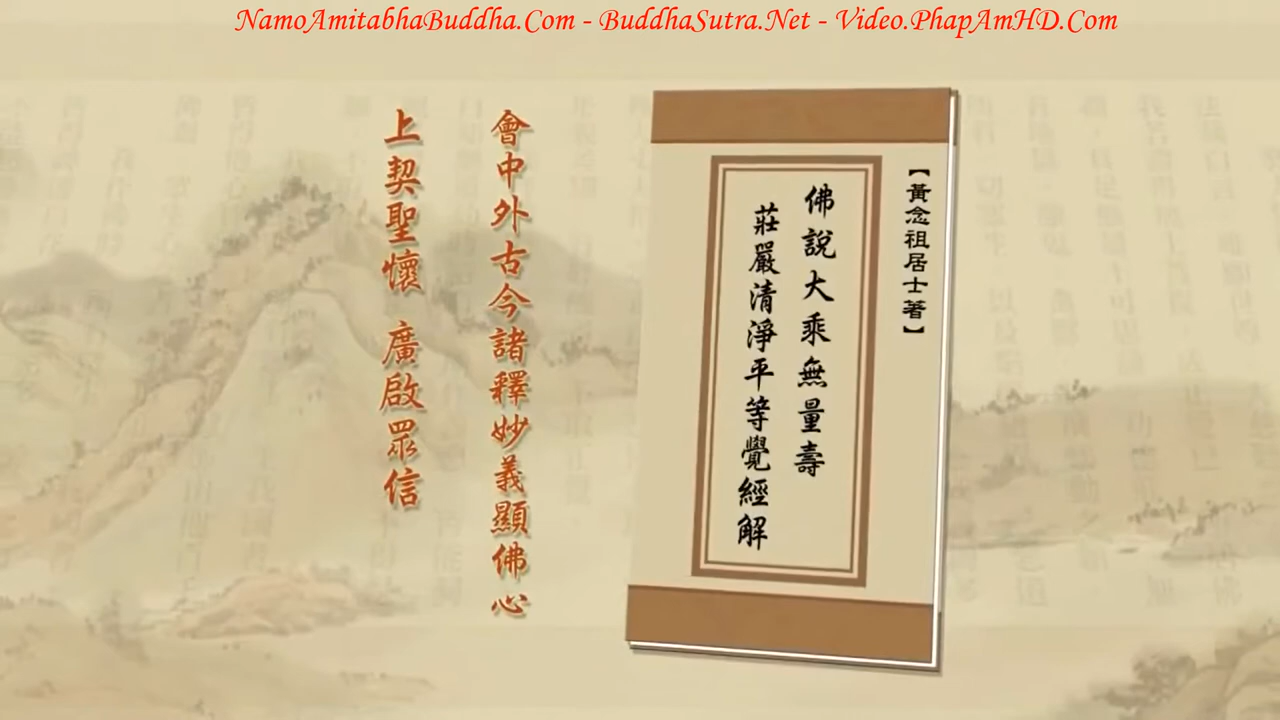 NamoAmitabhaBuddha.Com - BuddhaSutra.Net - Video.PhapAmHD.Com
【黃念祖居士著】
佛說大乘無量壽
莊嚴清淨平等覺經解
會中外古今諸釋妙義顯佛心
上契聖懷 廣啟眾信